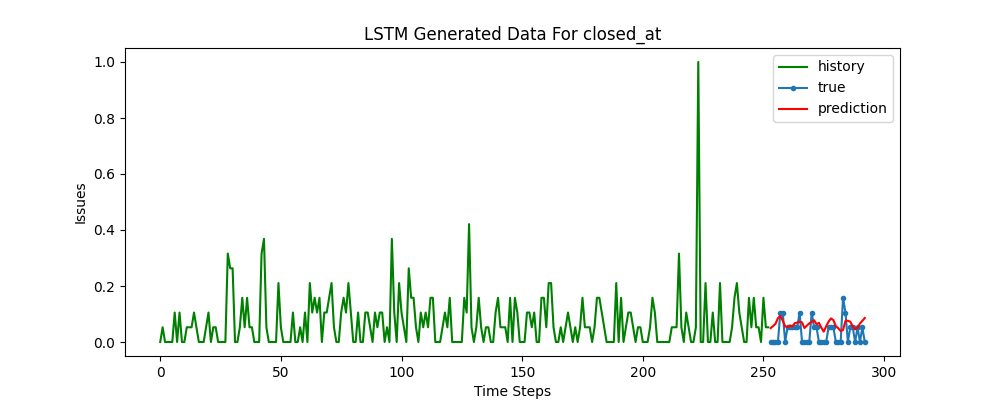 LSTM Generated Data For closed_at
history
true
prediction
1.0
0.8
0.6
0.4
0.2
0.0
Issues
0
50
100
150
200
250
300
Time Steps